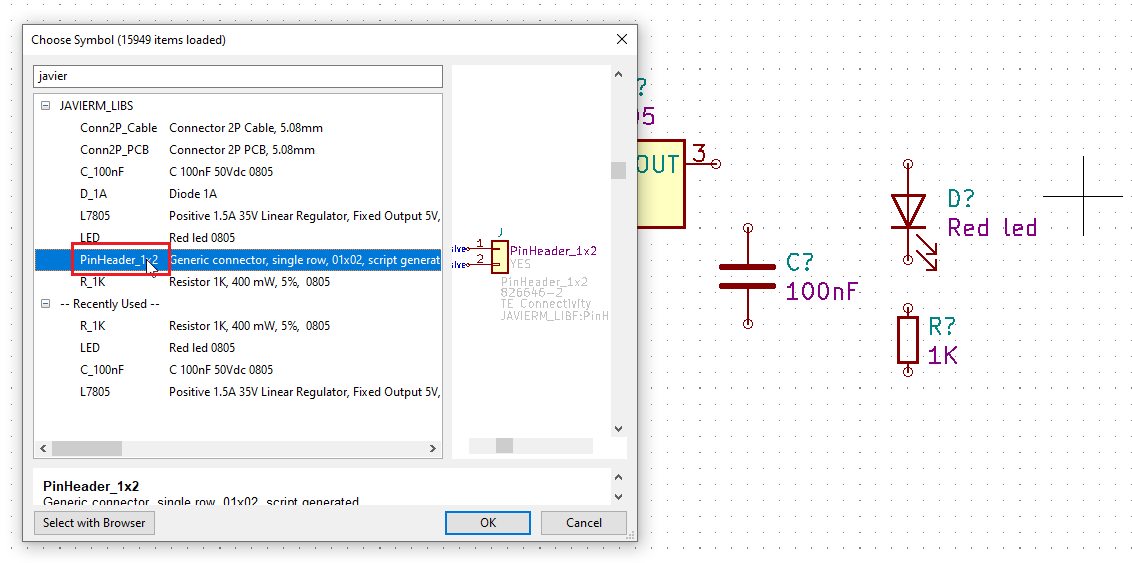 Choose Symbol (15949 items loaded)
javier
JAVIERM_LIBS
Conn2P_Cable Connector 2P Cable, 5.08mm
Conn2P_PCB Connector 2P PCB, 5.08mm
C_100nF C 100nF 50Vdc 0805
D_1A Diode 1A
L7805 Positive 1.5A 35V Linear Regulator, Fixed Output 5V,
LED Red led 0805
PinHeader_1x2 Generic connector, single row, 01x02, script generat
R_1K Resistor 1K, 400 mW, 5%, 0805
-- Recently Used --
R_1K Resistor 1K, 400 mW, 5%, 0805
LED Red led 0805
C_100nF C 100nF 50Vdc 0805
L7805 Positive 1.5A 35V Linear Regulator, Fixed Output 5V,
J
1
2
PinHeader_1x2
YES
PinHeader_1x2
826646-2
TE Connectivity
JAVIERM_LIBF:PinH
PinHeader_1x2
Generic connector, single row, 01x02, script generated
Select with Browser
OK
Cancel
?
05
OUT
3
C?
100nF
D?
Red led
R?
1K